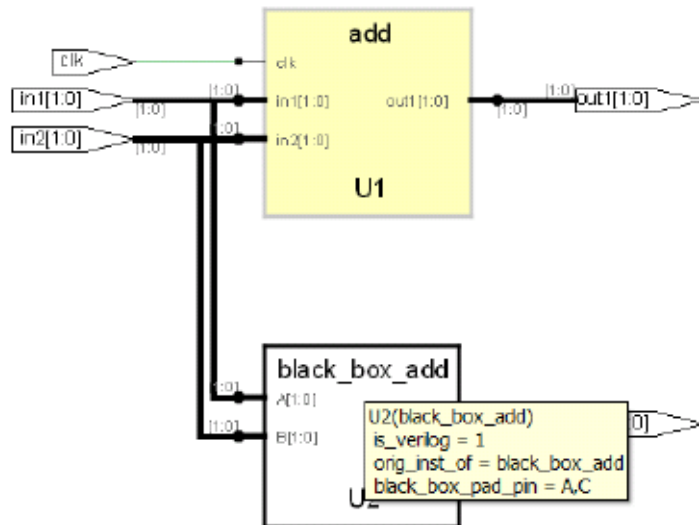 add
clk
clk
in1[1:0]
[1:0]
[1:0]
in1[1:0]
out1[1:0]
[1:0]
[1:0]
out1[1:0]
in2[1:0]
[1:0]
[1:0]
in2[1:0]
U1
black_box_add
[1:0]
A[1:0]
[1:0]
B[1:0]
U2(black_box_add)
is_verilog = 1
orig_inst_of = black_box_add
black_box_pad_pin = A,C
0]
U2